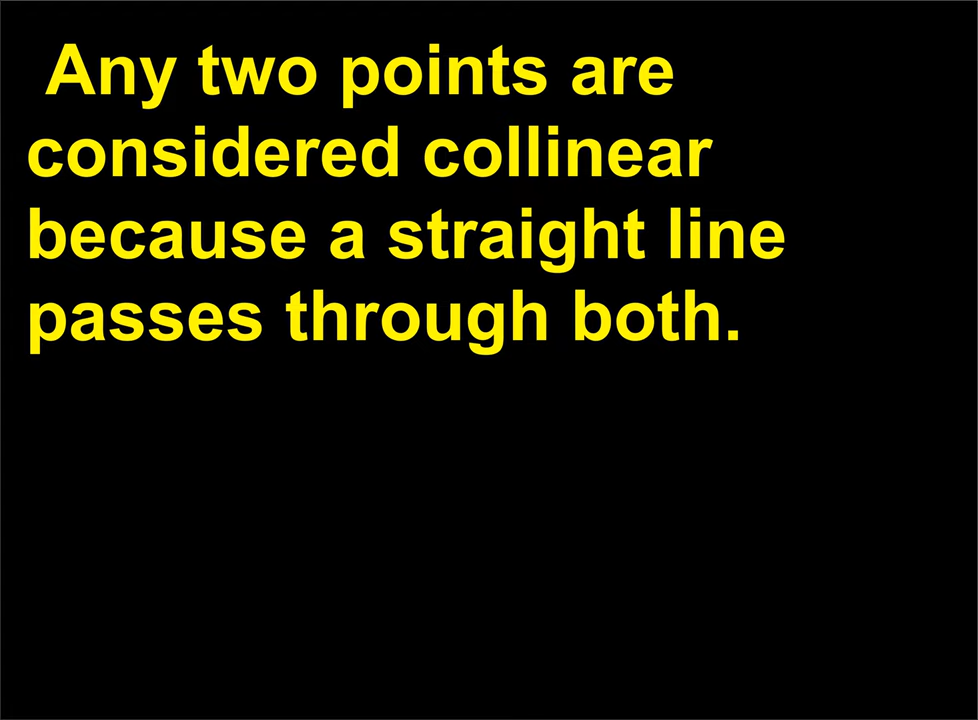 Any two points are
considered collinear
because a straight line
passes through both.